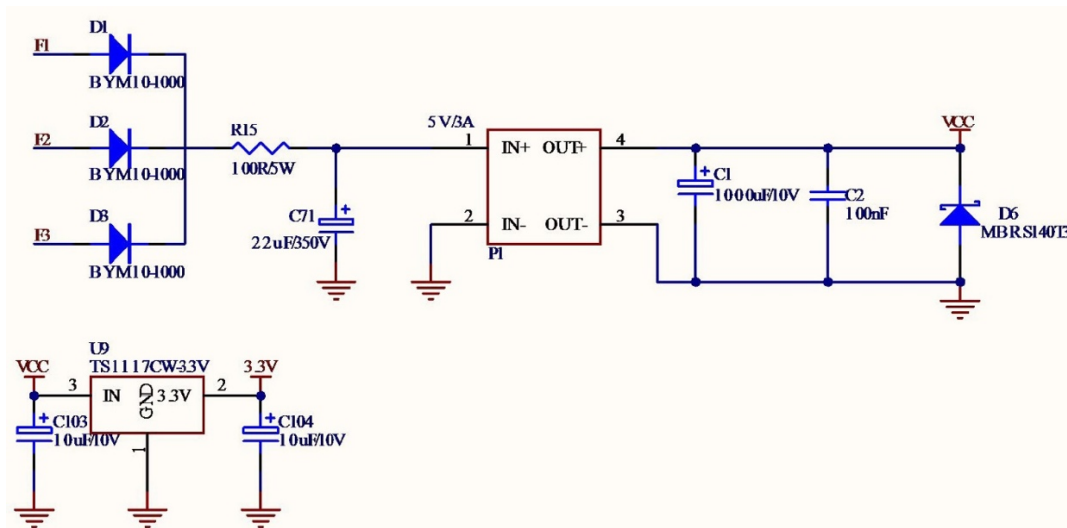 D1
F1
BYM10-1000
D2
F2
BYM10-1000
D3
F3
BYM10-1000
R15
100R/5W
C71
22uF/350V
5V/3A
1 IN+ OUT+ 4
2 IN- OUT- 3
P1
C1
1000uF/10V
C2
100nF
VCC
D6
MBRS140T3
U9
TS1117CW-3.3V
VCC
3 IN GND 3.3V 2
1
3.3V
C103
10uF/10V
C104
10uF/10V